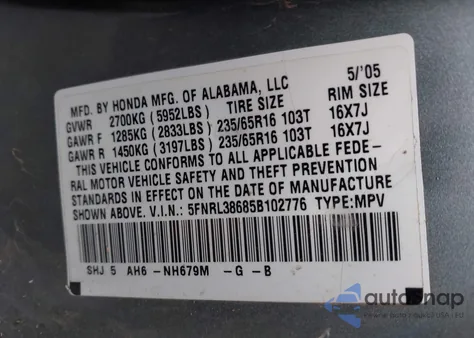 MFD. BY HONDA MFG. OF ALABAMA, LLC 5/'05
GVWR 2700KG (5952LBS) TIRE SIZE RIM SIZE
GAWR F 1285KG (2833LBS) 235/65R16 103T 16X7J
GAWR R 1450KG (3197LBS) 235/65R16 103T 16X7J
THIS VEHICLE CONFORMS TO ALL APPLICABLE FEDE-
RAL MOTOR VEHICLE SAFETY AND THEFT PREVENTION
STANDARDS IN EFFECT ON THE DATE OF MANUFACTURE
SHOWN ABOVE. V.I.N.: 5FNRL38685B102776 TYPE:MPV
SHJ 5 AH6-NH679M -G-B
autosnap